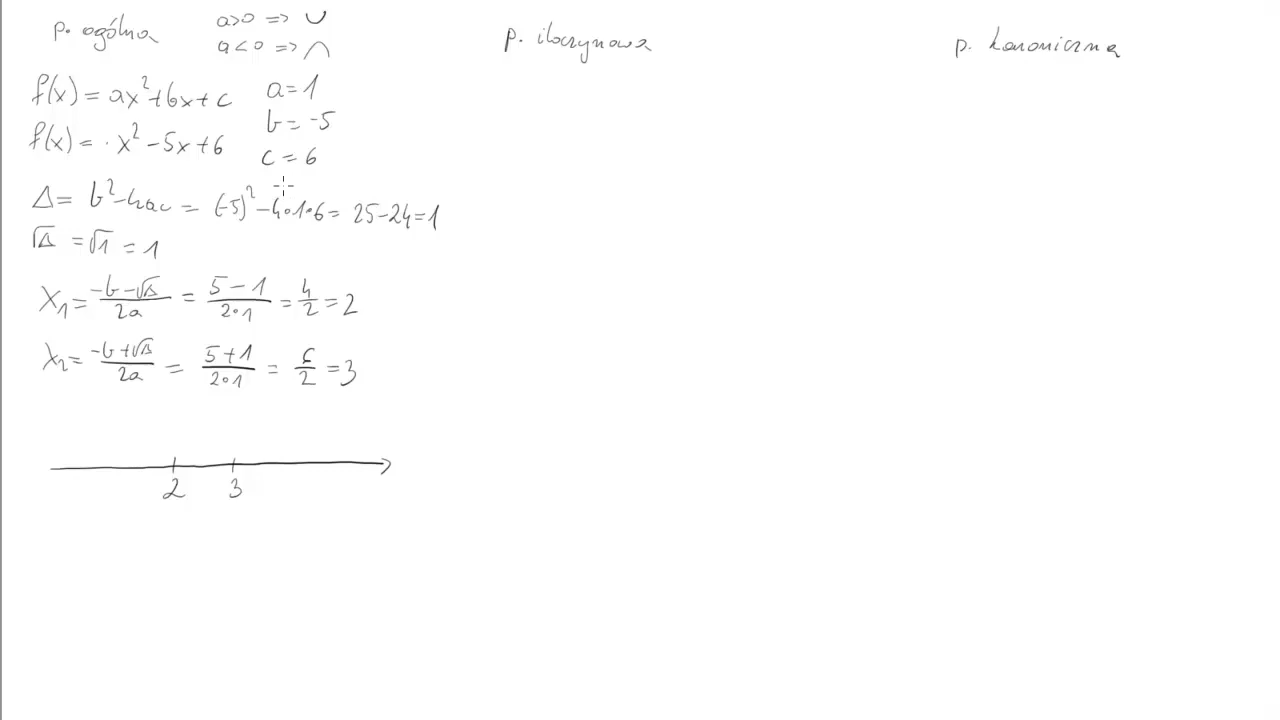 p. ogólna
a>0 => ∪
a<0 => ∩
p. iloczynowa
p. kanoniczna
f(x) = ax²+bx+c
a=1
f(x) = x²-5x+6
b=-5
c=6
Δ= b²-4ac = (-5)²-4·1·6= 25-24=1
√Δ =√1 =1
x₁= (-b-√Δ)/2a = (5-1)/2·1 = 4/2 =2
x₂= (-b+√Δ)/2a = (5+1)/2·1 = 6/2 =3
2 3